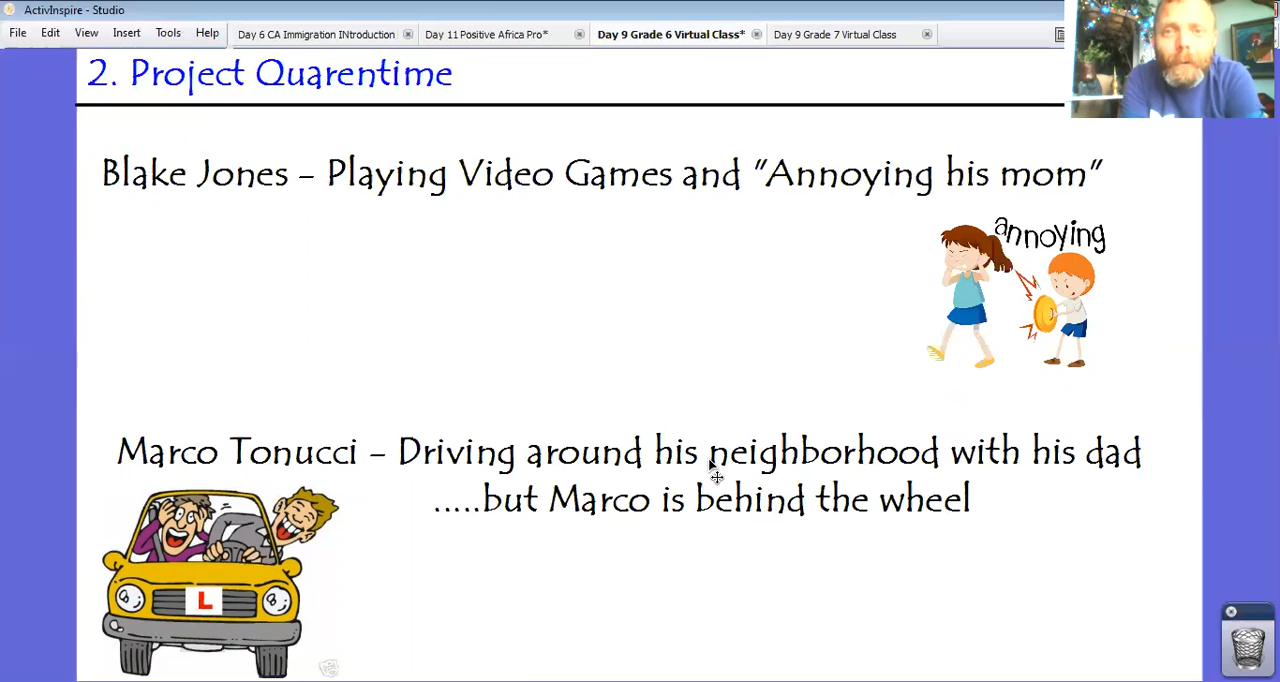 ActivInspire - Studio
File Edit View Insert Tools Help
Day 6 CA Immigration INtroduction Day 11 Positive Africa Pro* Day 9 Grade 6 Virtual Class* Day 9 Grade 7 Virtual Class
2. Project Quarentime
Blake Jones - Playing Video Games and "Annoying his mom"
annoying
Marco Tonucci - Driving around his neighborhood with his dad
.....but Marco is behind the wheel
L